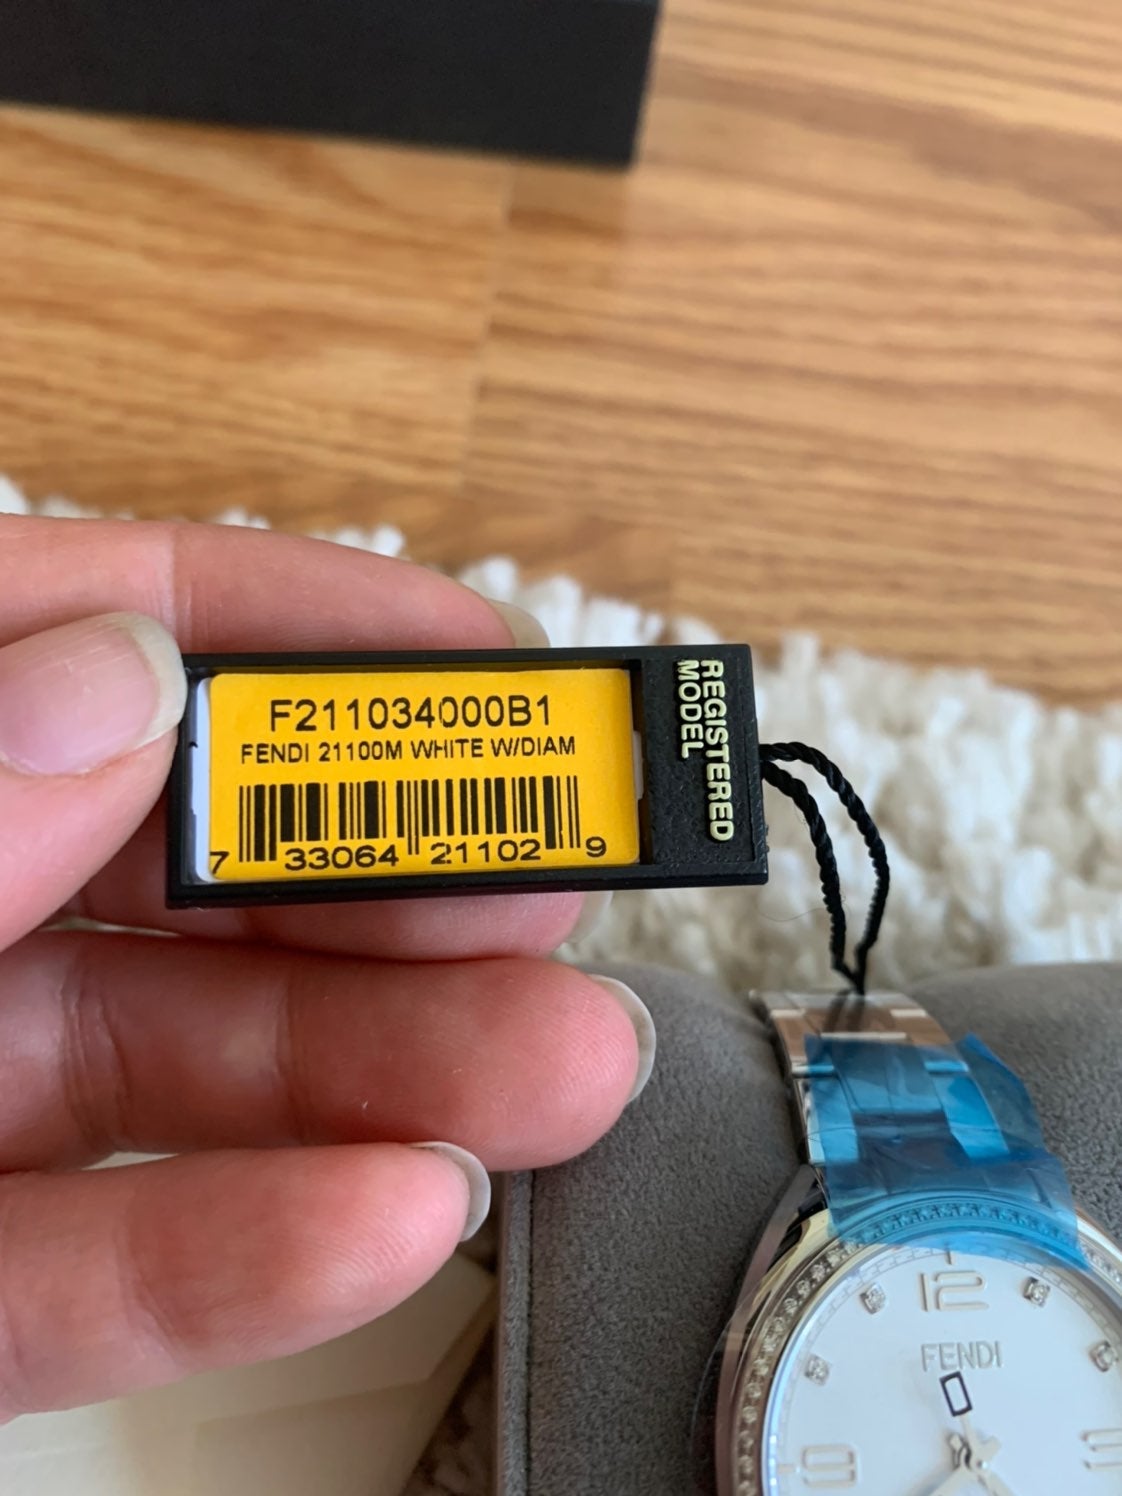 F211034000B1
FENDI 21100M WHITE W/DIAM
7 33064 21102 9
REGISTERED
MODEL
12
FENDI